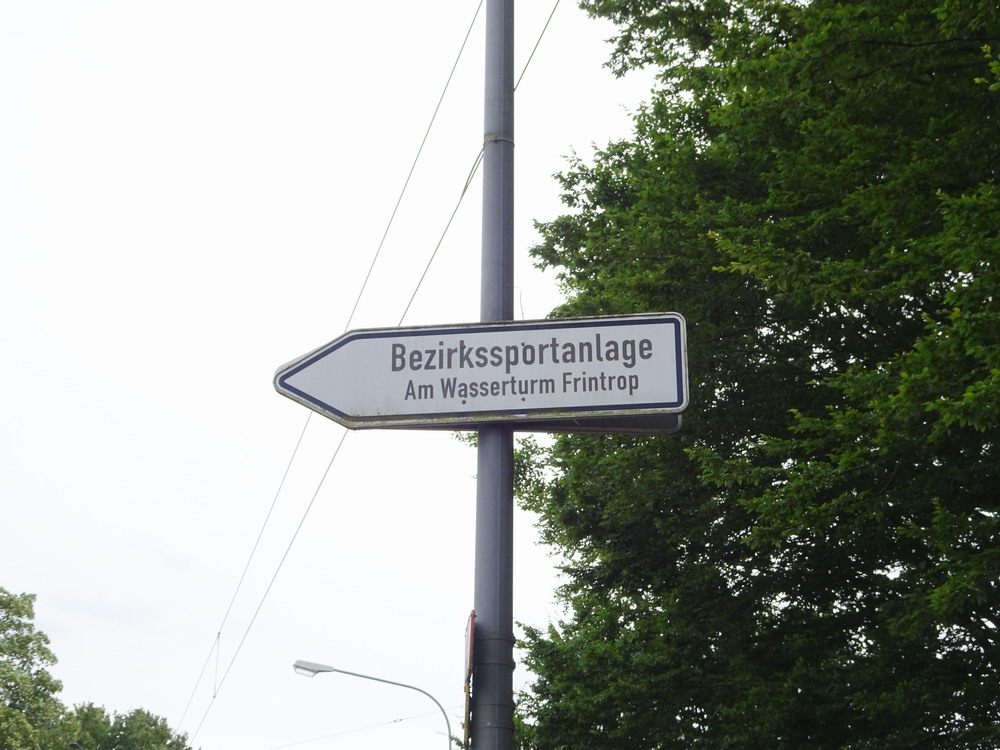 Bezirkssportanlage
Am Wasserturm Frintrop